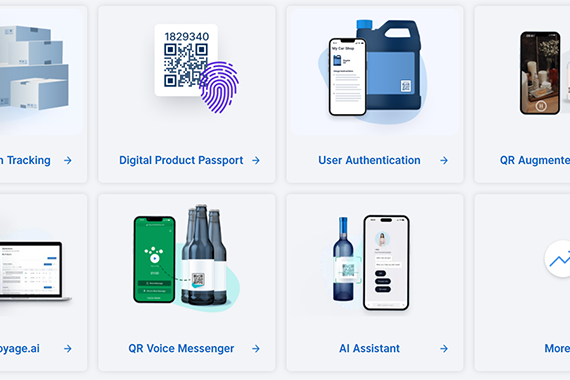 1829340
My Car Shop
n Tracking
Digital Product Passport
User Authentication
QR Augmente
oyage.ai
QR Voice Messenger
AI Assistant
More